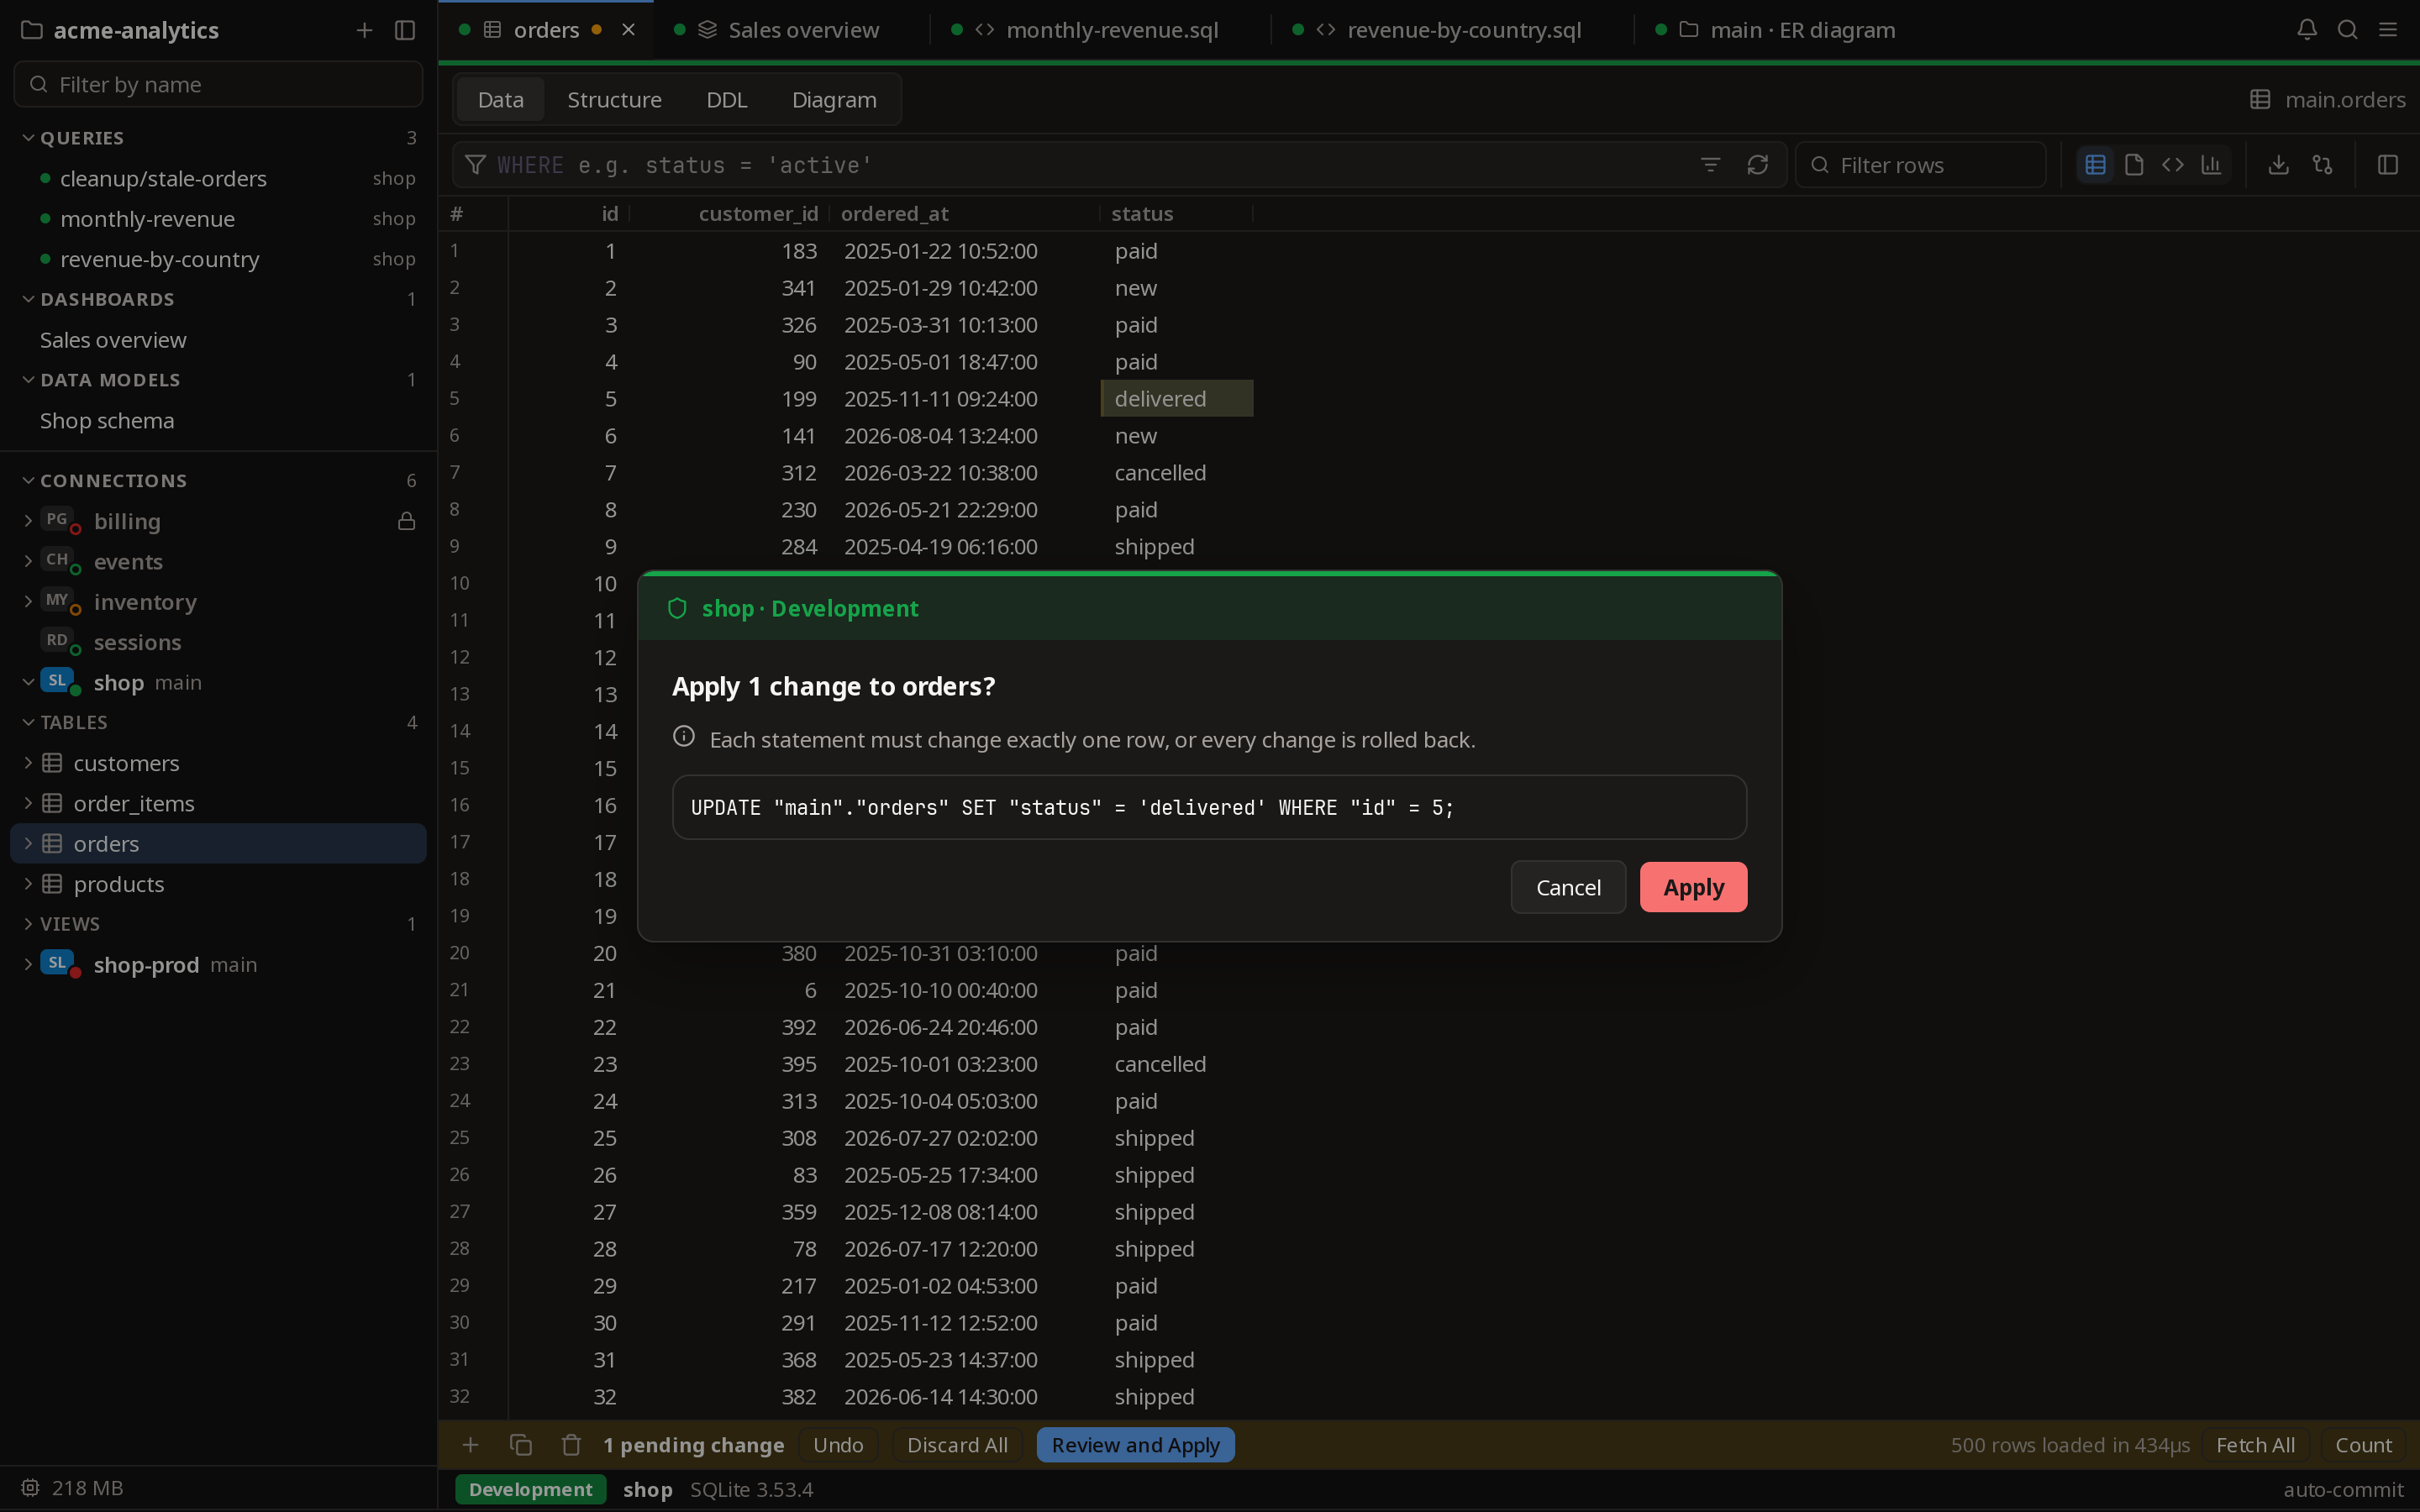 acme-analytics
Filter by name
QUERIES 3
cleanup/stale-orders shop
monthly-revenue shop
revenue-by-country shop
DASHBOARDS 1
Sales overview
DATA MODELS 1
Shop schema
CONNECTIONS 6
PG billing
CH events
MY inventory
RD sessions
SL shop main
TABLES 4
customers
order_items
orders
products
VIEWS 1
SL shop-prod main
218 MB
orders Sales overview monthly-revenue.sql revenue-by-country.sql main · ER diagram
Data Structure DDL Diagram main.orders
WHERE e.g. status = 'active' Filter rows
# id customer_id ordered_at status
1 1 183 2025-01-22 10:52:00 paid
2 2 341 2025-01-29 10:42:00 new
3 3 326 2025-03-31 10:13:00 paid
4 4 90 2025-05-01 18:47:00 paid
5 5 199 2025-11-11 09:24:00 delivered
6 6 141 2026-08-04 13:24:00 new
7 7 312 2026-03-22 10:38:00 cancelled
8 8 230 2026-05-21 22:29:00 paid
9 9 284 2025-04-19 06:16:00 shipped
10 10
11 11
12 12
13 13
14 14
15 15
16 16
17 17
18 18
19 19
20 20 380 2025-10-31 03:10:00 paid
21 21 6 2025-10-10 00:40:00 paid
22 22 392 2026-06-24 20:46:00 paid
23 23 395 2025-10-01 03:23:00 cancelled
24 24 313 2025-10-04 05:03:00 paid
25 25 308 2026-07-27 02:02:00 shipped
26 26 83 2025-05-25 17:34:00 shipped
27 27 359 2025-12-08 08:14:00 shipped
28 28 78 2026-07-17 12:20:00 shipped
29 29 217 2025-01-02 04:53:00 paid
30 30 291 2025-11-12 12:52:00 paid
31 31 368 2025-05-23 14:37:00 shipped
32 32 382 2026-06-14 14:30:00 shipped
shop · Development
Apply 1 change to orders?
Each statement must change exactly one row, or every change is rolled back.
UPDATE "main"."orders" SET "status" = 'delivered' WHERE "id" = 5;
Cancel Apply
1 pending change Undo Discard All Review and Apply 500 rows loaded in 434µs Fetch All Count
Development shop SQLite 3.53.4 auto-commit